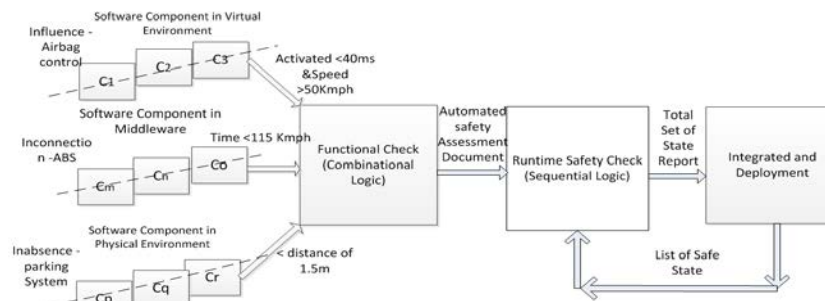 Software Component in Virtual
Environment
Influence -
Airbag
control
C1
C2
C3
Activated <40ms
&Speed
>50Kmph
Software Component in
Middleware
Inconnectio
n -ABS
Cm
Cn
Co
Time <115 Kmph
Software Component in
Physical Environment
Inabsence -
parking
System
Cp
Cq
Cr
< distance of
1.5m
Functional Check
(Combinational
Logic)
Automated
safety
Assessment
Document
Runtime Safety Check
(Sequential Logic)
Total
Set of
State
Report
Integrated and
Deployment
List of Safe
State